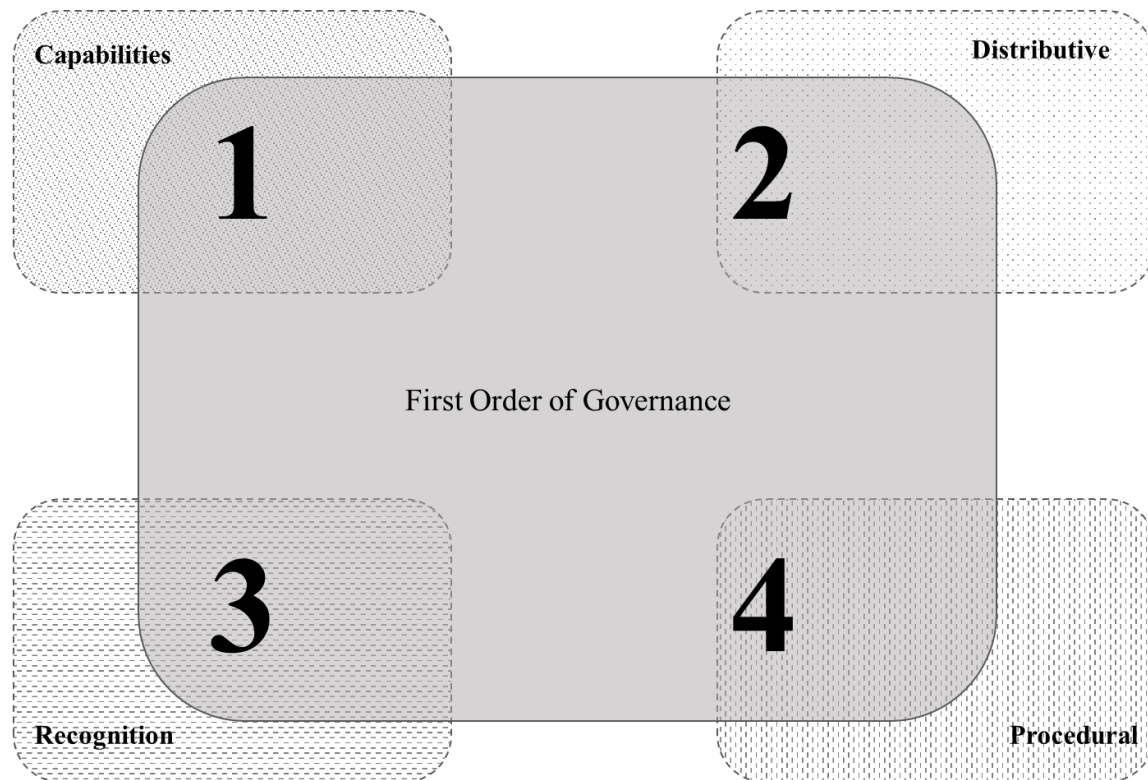 Capabilities
Distributive
1
2
First Order of Governance
3
4
Recognition
Procedural